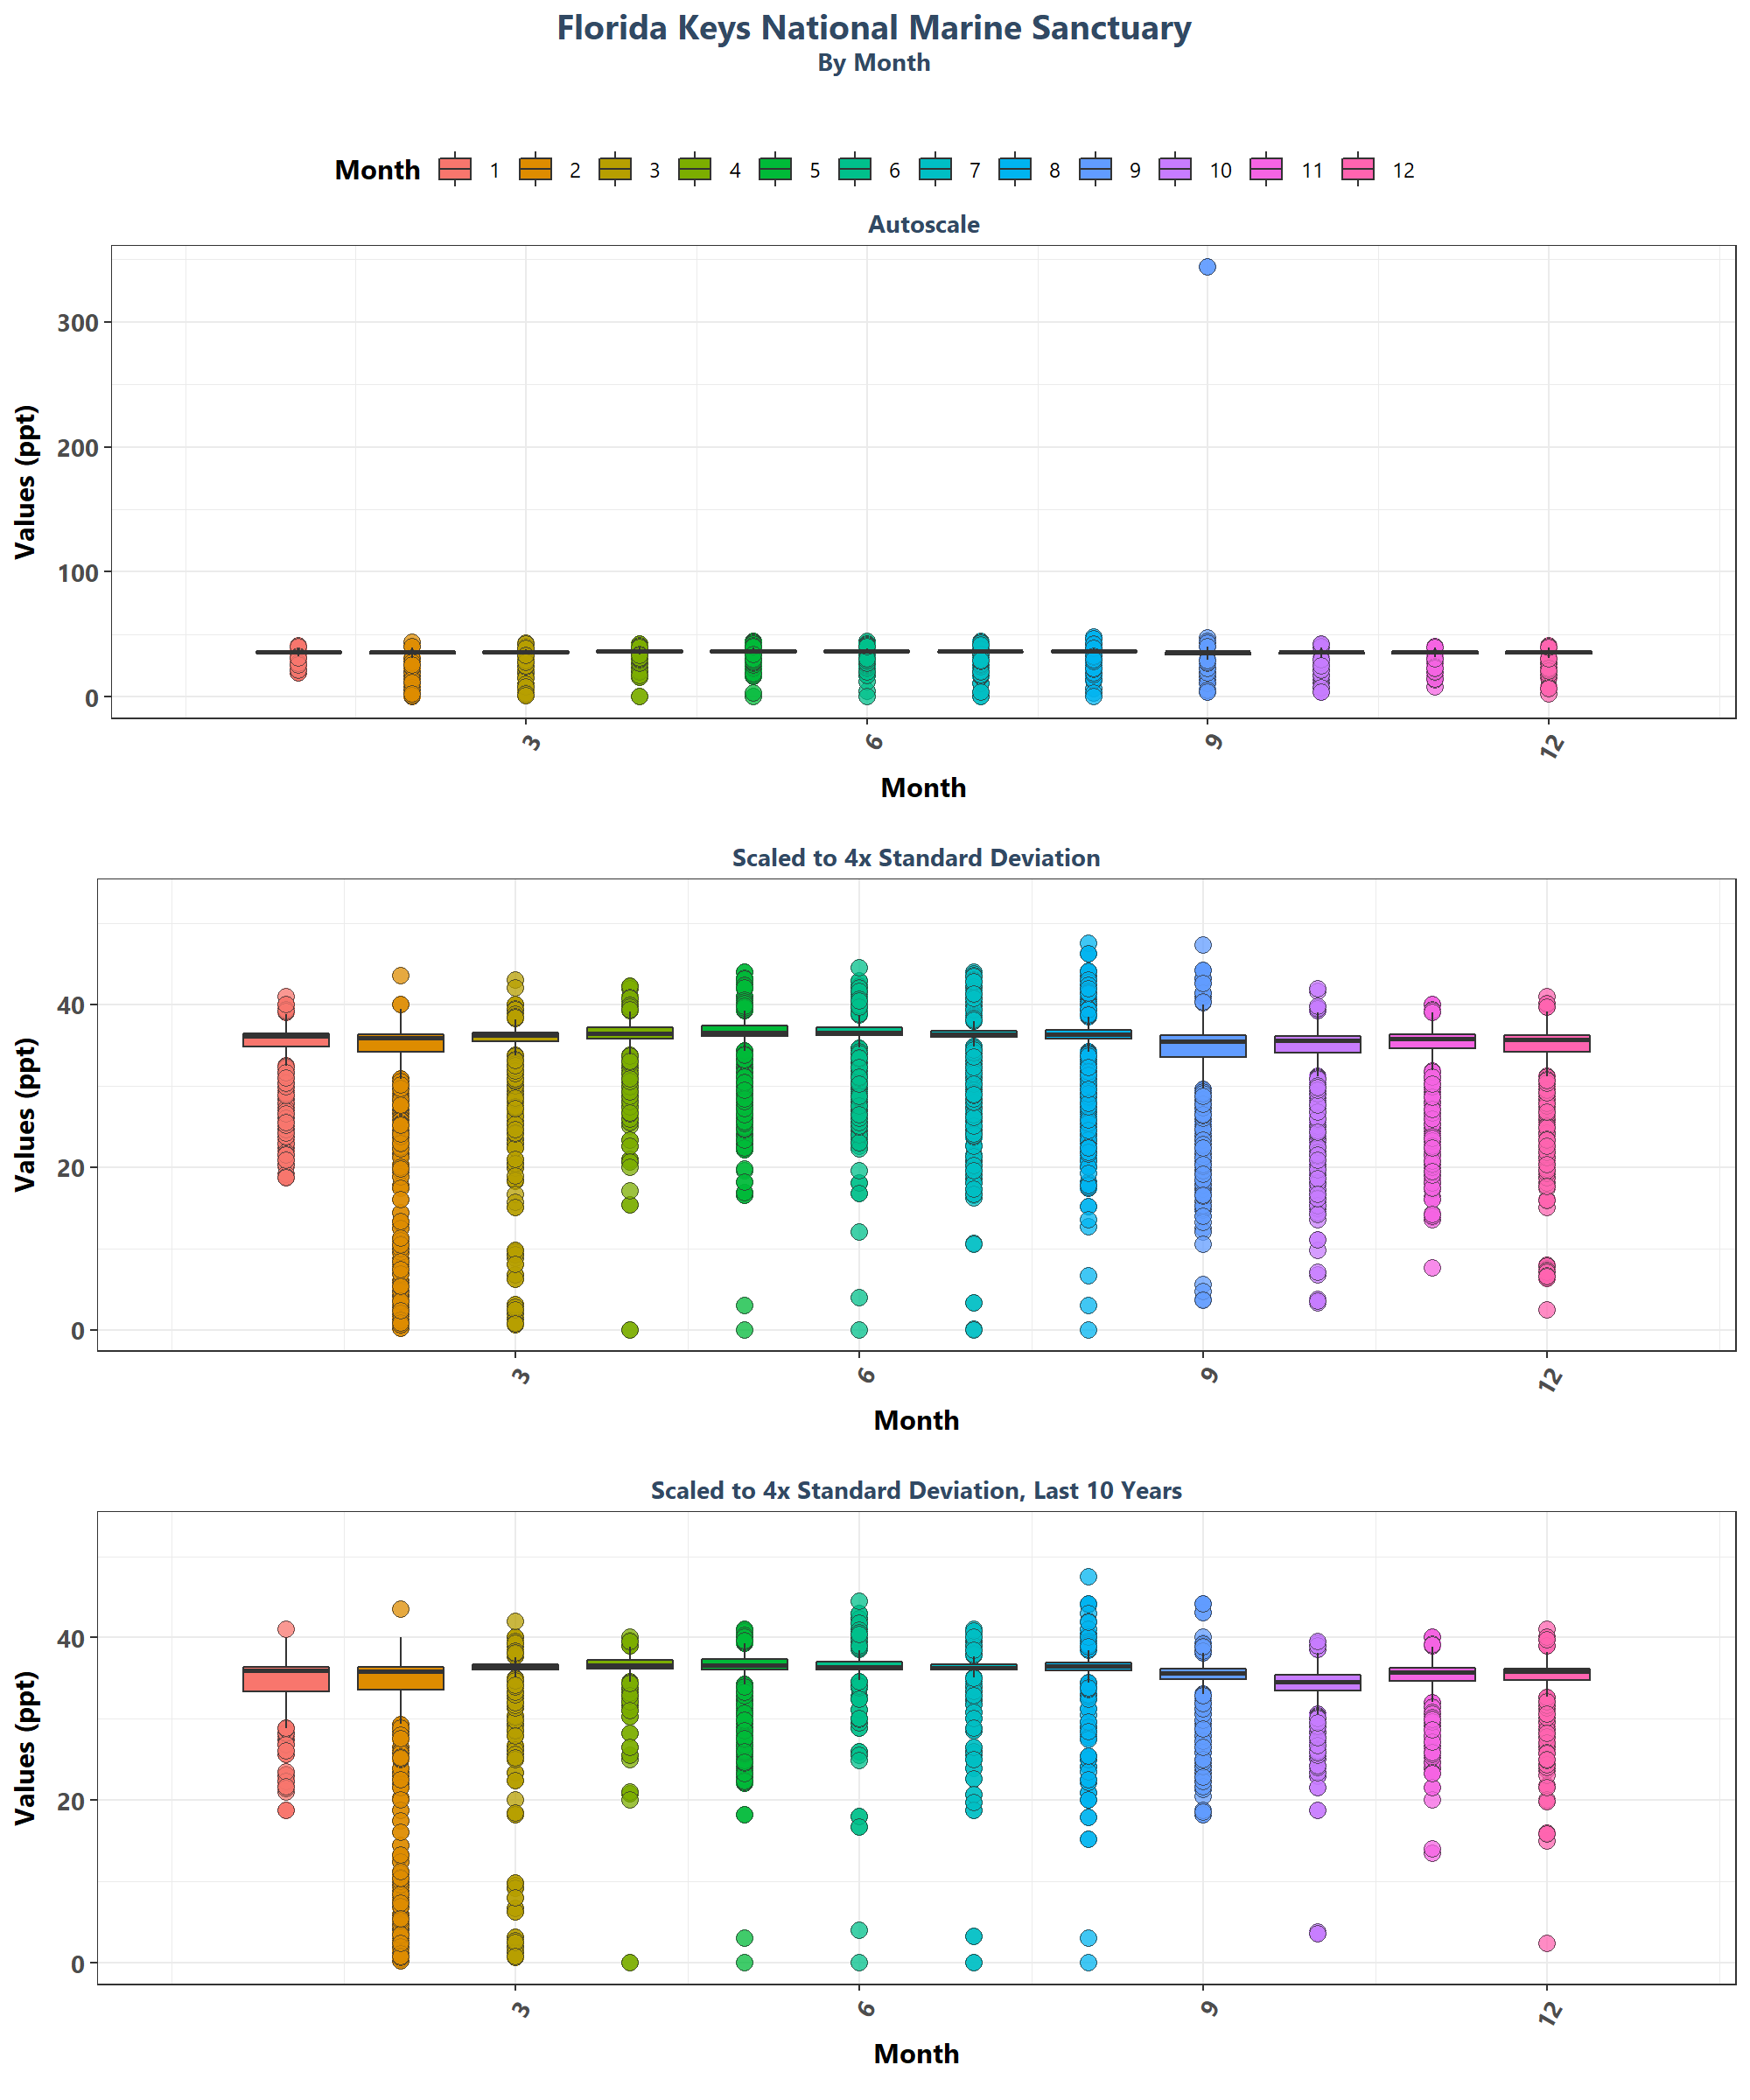 Florida Keys National Marine Sanctuary
By Month
Month 1 2 3 4 5 6 7 8 9 10 11 12
Autoscale
Values (ppt)
300
200
100
0
3 6 9 12
Month
Scaled to 4x Standard Deviation
Values (ppt)
40
20
0
3 6 9 12
Month
Scaled to 4x Standard Deviation, Last 10 Years
Values (ppt)
40
20
0
3 6 9 12
Month